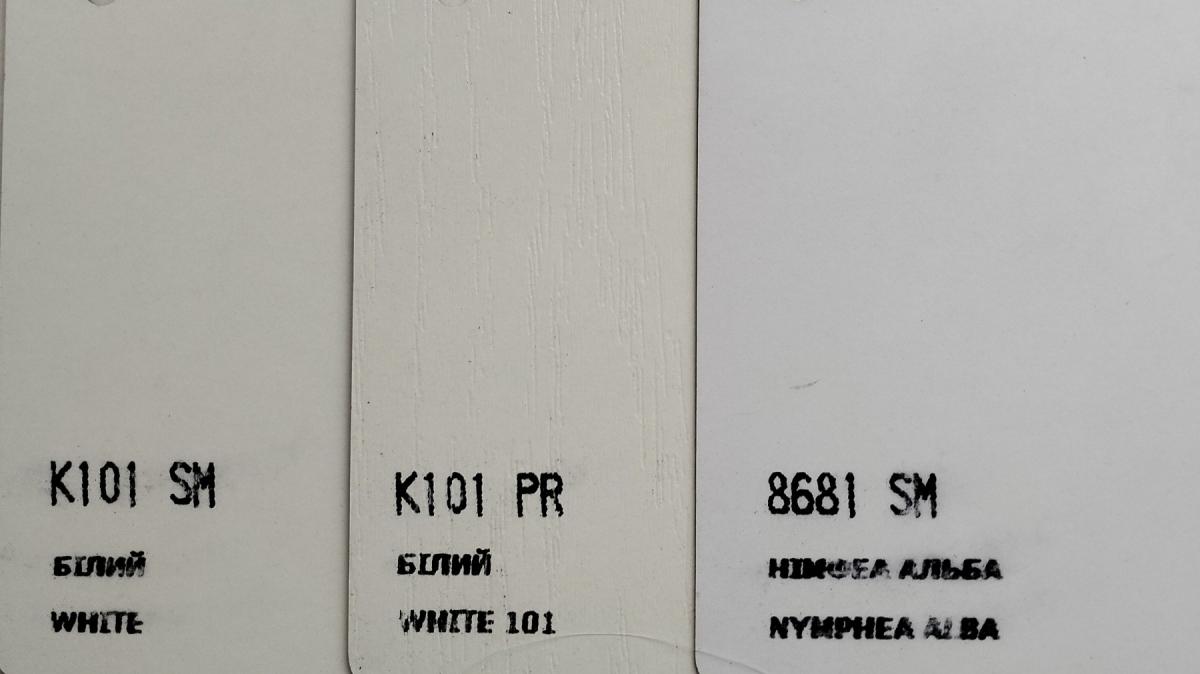 K101 SM
БІЛИЙ
WHITE
K101 PR
БІЛИЙ
WHITE 101
8681 SM
НІМФЕА АЛЬБА
NYMPHEA ALBA